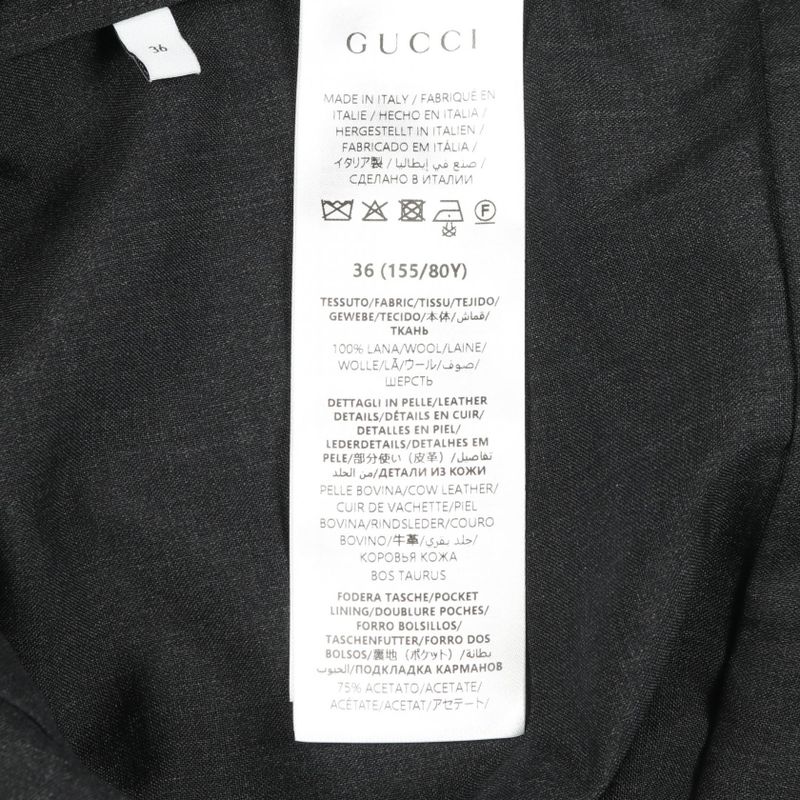 36
GUCCI
MADE IN ITALY / FABRIQUÉ EN
ITALIE / HECHO EN ITALIA /
HERGESTELLT IN ITALIEN /
FABRICADO EM ITÁLIA /
イタリア製 / صنع في إيطاليا /
СДЕЛАНО В ИТАЛИИ
F
36 (155/80Y)
TESSUTO/FABRIC/TISSU/TEJIDO/
GEWEBE/TECIDO/本体/قماش/
ТКАНЬ
100% LANA/WOOL/LAINE/
WOLLE/LÃ/ウール/صوف/
ШЕРСТЬ
DETTAGLI IN PELLE/LEATHER
DETAILS/DÉTAILS EN CUIR/
DETALLES EN PIEL/
LEDERDETAILS/DETALHES EM
PELE/部分使い（皮革）/تفاصيل
من الجلد/ДЕТАЛИ ИЗ КОЖИ
PELLE BOVINA/COW LEATHER/
CUIR DE VACHETTE/PIEL
BOVINA/RINDSLEDER/COURO
BOVINO/牛革/جلد بقري/
КОРОВЬЯ КОЖА
BOS TAURUS
FODERA TASCHE/POCKET
LINING/DOUBLURE POCHES/
FORRO BOLSILLOS/
TASCHENFUTTER/FORRO DOS
BOLSOS/裏地（ポケット）/بطانة
الجيوب/ПОДКЛАДКА КАРМАНОВ
75% ACETATO/ACETATE/
ACÉTATE/ACETAT/アセテート/